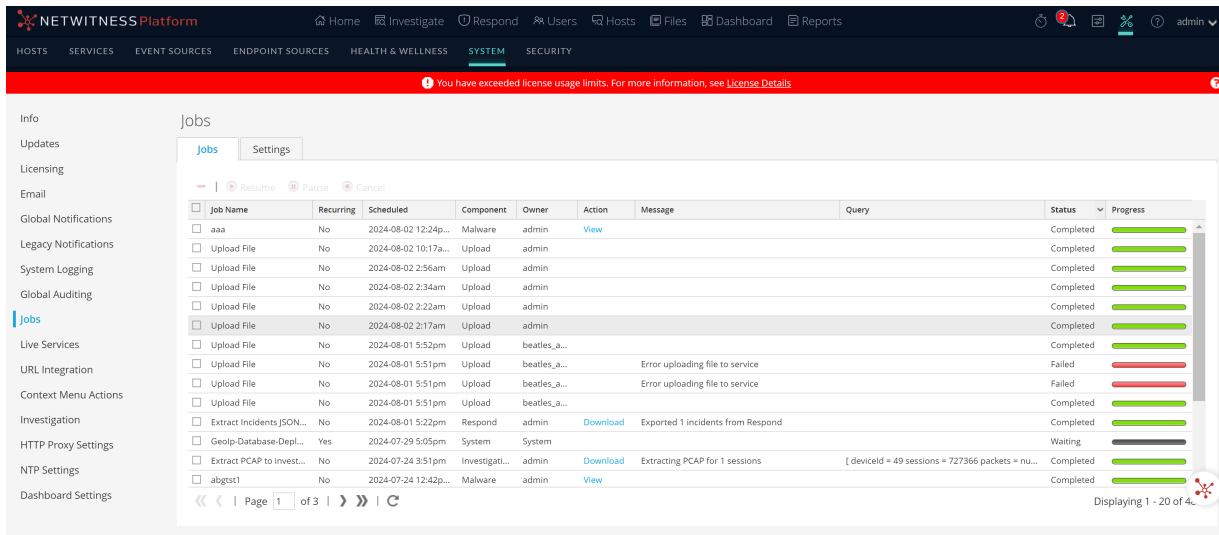 NETWITNESS Platform Home Investigate Respond Users Hosts Files Dashboard Reports 2 admin
HOSTS SERVICES EVENT SOURCES ENDPOINT SOURCES HEALTH & WELLNESS SYSTEM SECURITY
You have exceeded license usage limits. For more information, see License Details
Info
Updates
Licensing
Email
Global Notifications
Legacy Notifications
System Logging
Global Auditing
Jobs
Live Services
URL Integration
Context Menu Actions
Investigation
HTTP Proxy Settings
NTP Settings
Dashboard Settings
Jobs
Jobs Settings
Resume Pause Cancel
Job Name Recurring Scheduled Component Owner Action Message Query Status Progress
aaa No 2024-08-02 12:24p... Malware admin View Completed
Upload File No 2024-08-02 10:17a... Upload admin Completed
Upload File No 2024-08-02 2:56am Upload admin Completed
Upload File No 2024-08-02 2:34am Upload admin Completed
Upload File No 2024-08-02 2:22am Upload admin Completed
Upload File No 2024-08-02 2:17am Upload admin Completed
Upload File No 2024-08-01 5:52pm Upload beatles_a... Completed
Upload File No 2024-08-01 5:51pm Upload beatles_a... Error uploading file to service Failed
Upload File No 2024-08-01 5:51pm Upload beatles_a... Error uploading file to service Failed
Upload File No 2024-08-01 5:51pm Upload beatles_a... Completed
Extract Incidents JSON... No 2024-08-01 5:22pm Respond admin Download Exported 1 incidents from Respond Completed
GeoIp-Database-Depl... Yes 2024-07-29 5:05pm System System Waiting
Extract PCAP to invest... No 2024-07-24 3:51pm Investigati... admin Download Extracting PCAP for 1 sessions [ deviceId = 49 sessions = 727366 packets = nu... Completed
abgtst1 No 2024-07-24 12:42p... Malware admin View Completed
Page 1 of 3 Displaying 1 - 20 of